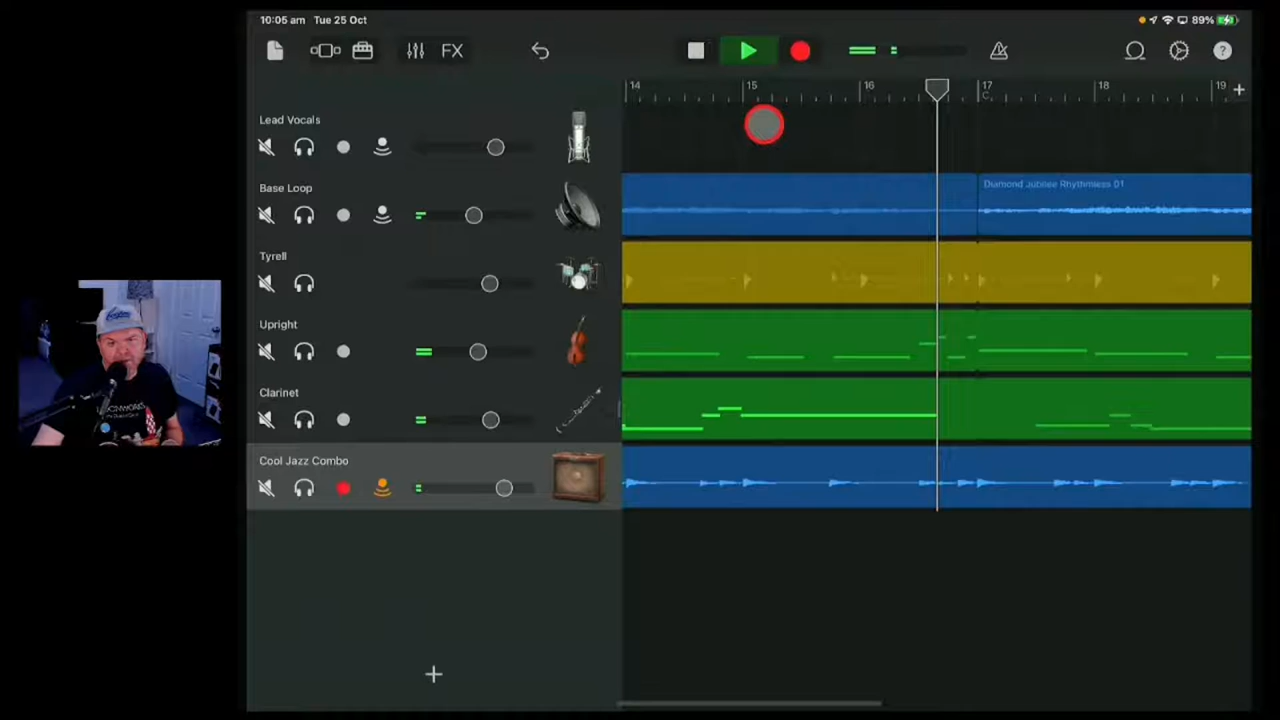 10:05 am Tue 25 Oct
89%
FX
?
14 15 16 17 18 19
C
Lead Vocals
Base Loop
Diamond Jubilee Rhythmless 01
Tyrell
Upright
Clarinet
Cool Jazz Combo